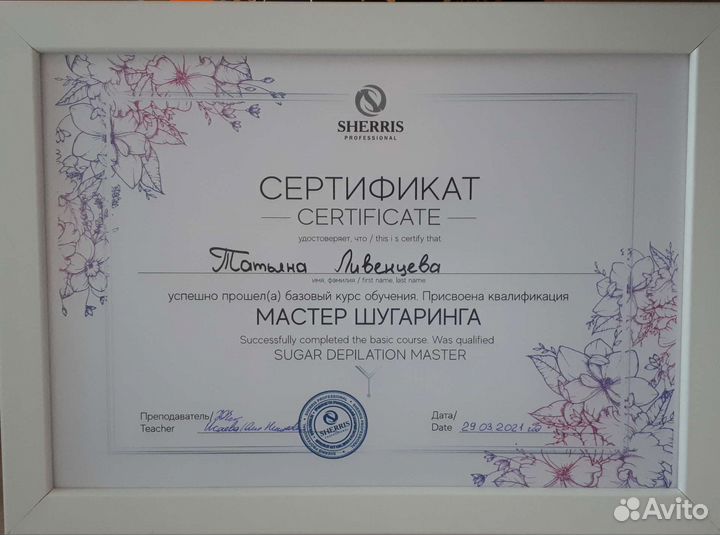 SHERRIS
PROFESSIONAL
СЕРТИФИКАТ
CERTIFICATE
удостоверяет, что / this i s certify that
Татьяна Ливенцева
имя, фамилия / first name, last name
успешно прошел(а) базовый курс обучения. Присвоена квалификация
МАСТЕР ШУГАРИНГА
Successfully completed the basic course. Was qualified
SUGAR DEPILATION MASTER
Преподаватель/
Teacher
SHERRIS
Дата/
Date 29.03.2021
Avito